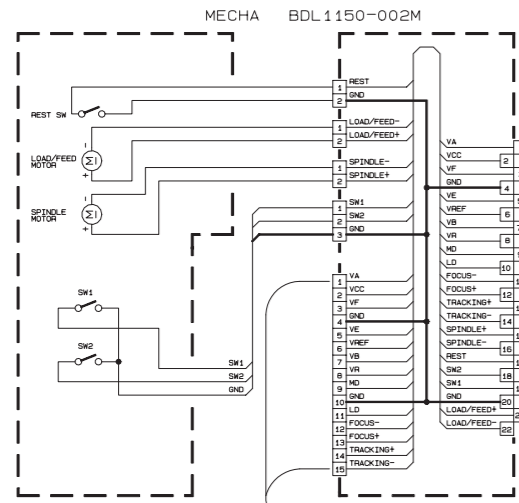 MECHA BDL1150-002M
REST SW
LOAD/FEED
MOTOR
- +
SPINDLE
MOTOR
- +
SW1
SW2
SW1
SW2
GND
1 REST
2 GND
1 LOAD/FEED-
2 LOAD/FEED+
1 SPINDLE-
2 SPINDLE+
1 SW1
2 SW2
3 GND
1 VA
2 VCC
3 VF
4 GND
5 VE
6 VREF
7 VB
8 VR
9 MD
10 GND
11 LD
12 FOCUS-
13 FOCUS+
14 TRACKING+
15 TRACKING-
VA
VCC 2
VF
GND 4
VE
VREF 6
VB
VR 8
MD
LD 10
FOCUS-
FOCUS+ 12
TRACKING+
TRACKING- 14
SPINDLE+
SPINDLE- 16
REST
SW2 18
SW1
GND 20
LOAD/FEED+
LOAD/FEED- 22